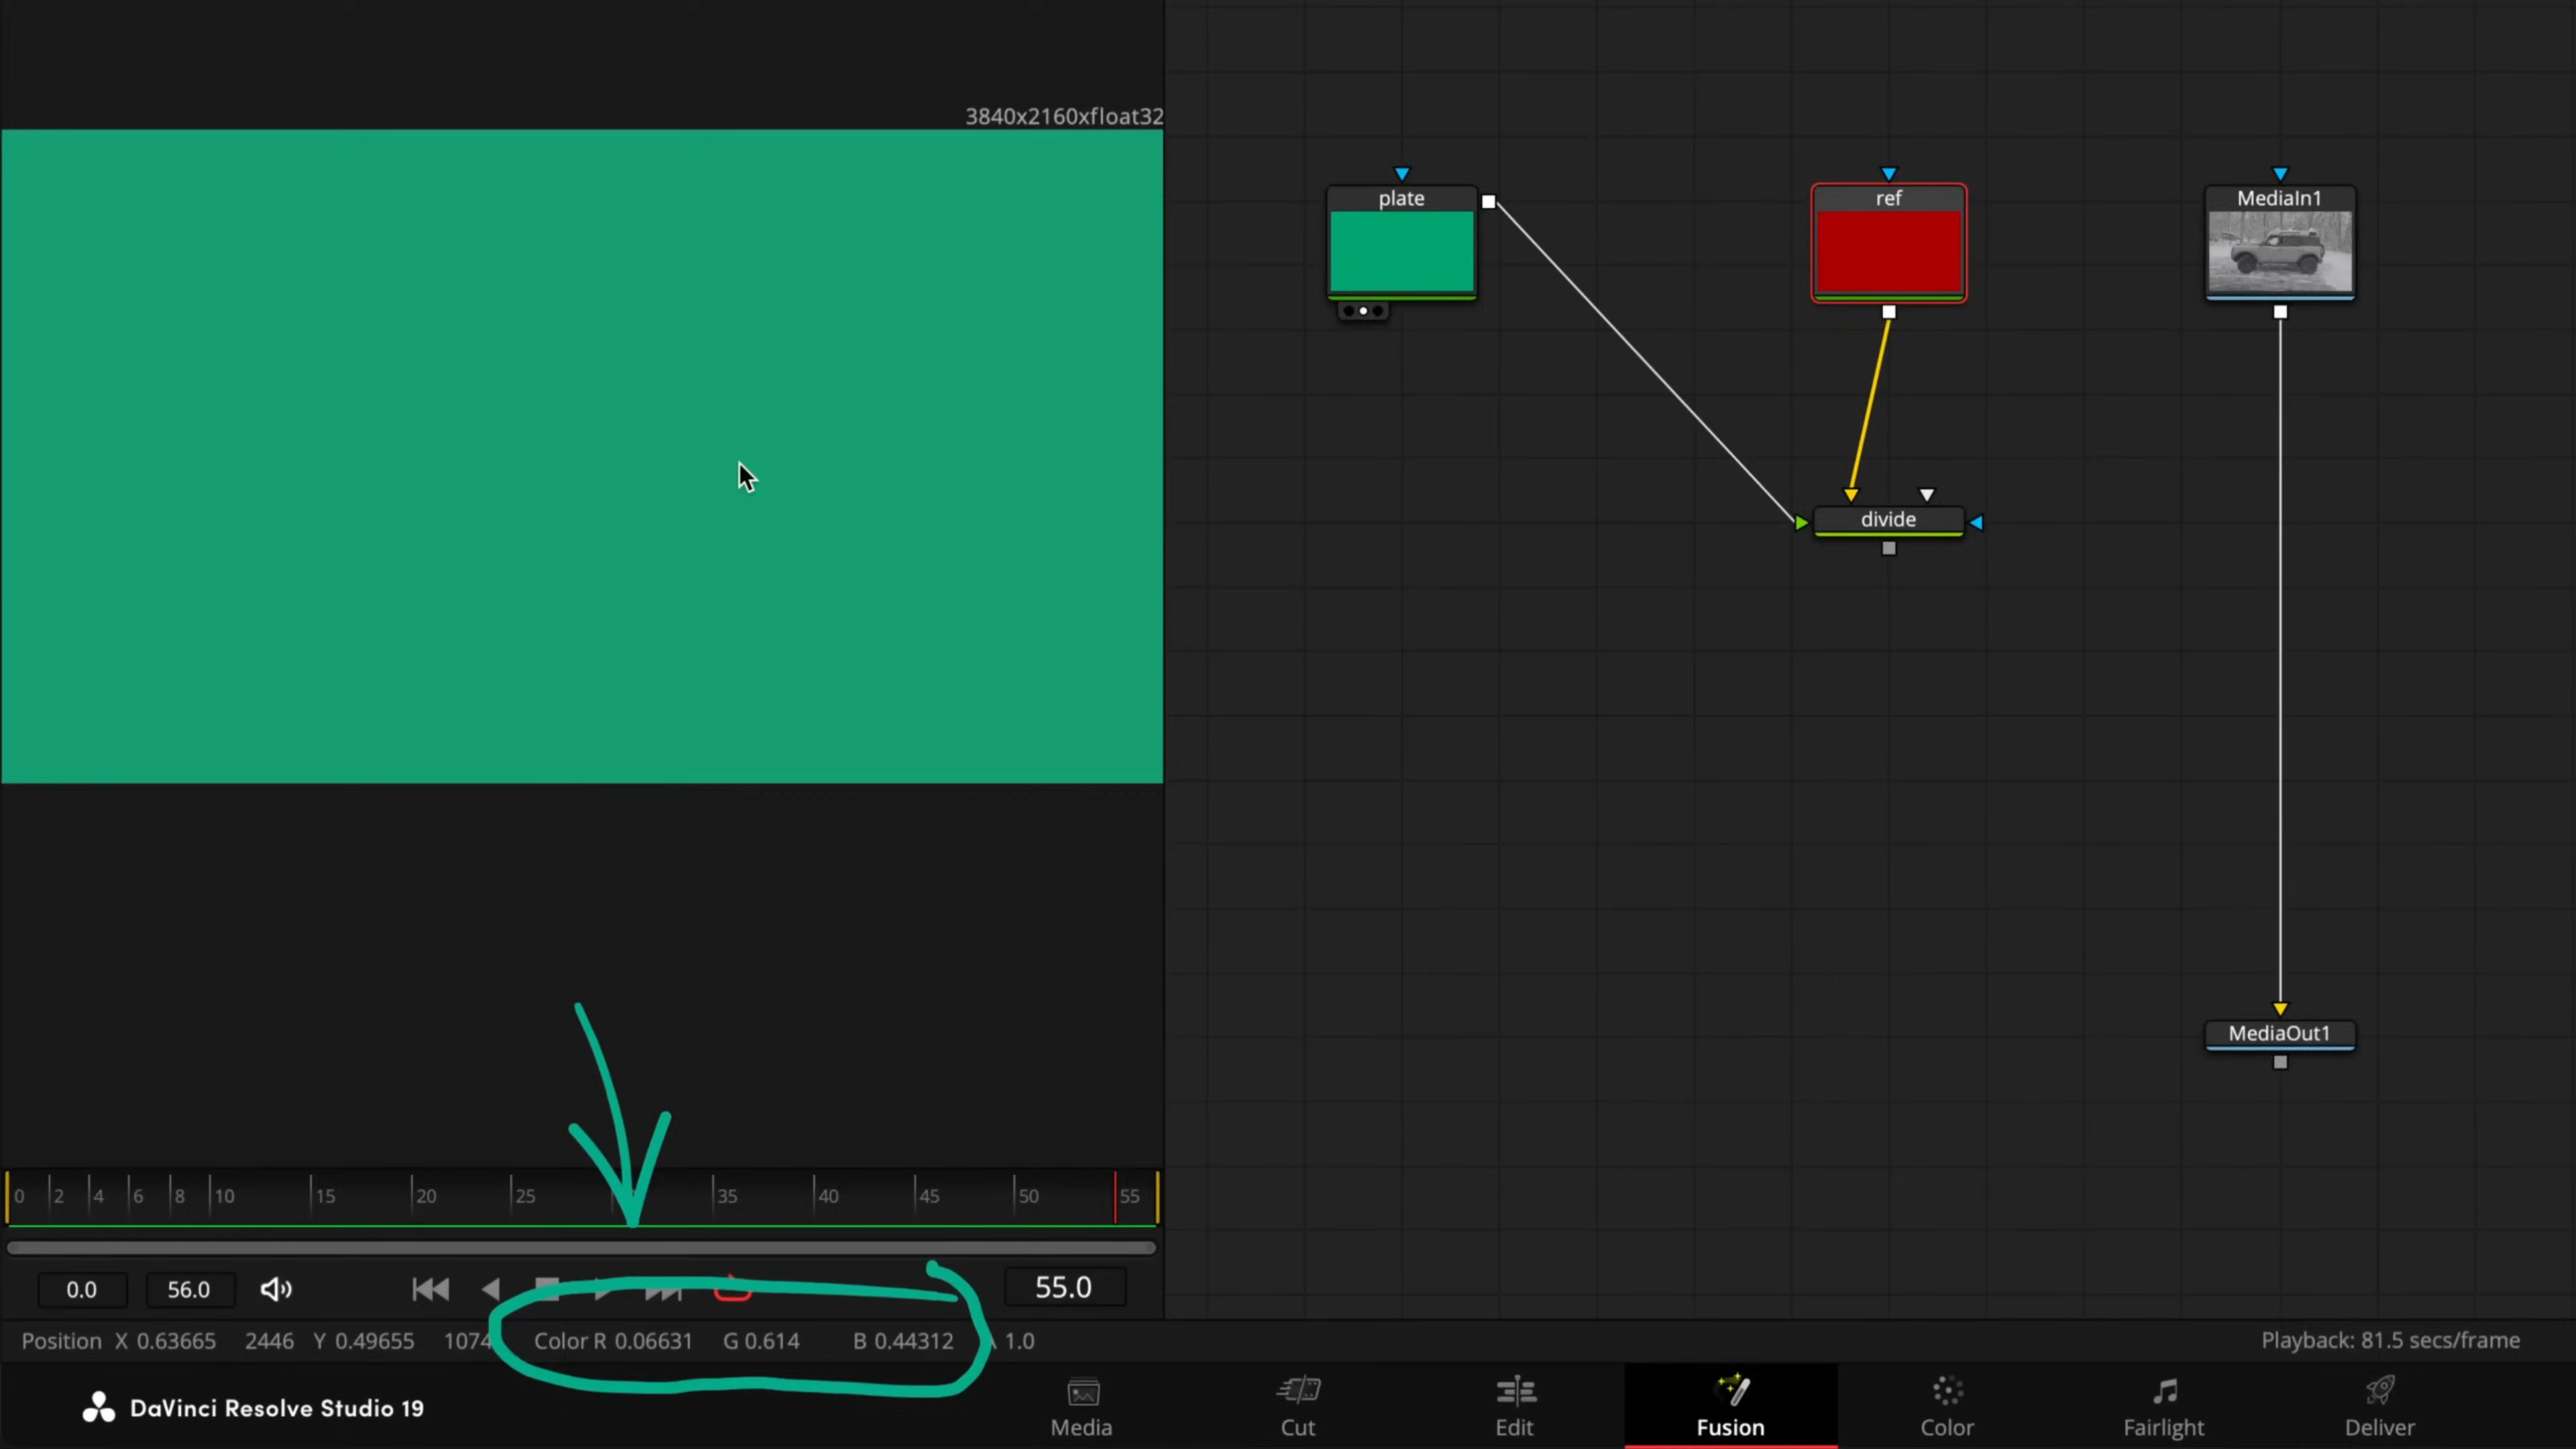 3840x2160xfloat32
plate
ref
MediaIn1
divide
MediaOut1
0 2 4 6 8 10 15 20 25 35 40 45 50 55
0.0 56.0 55.0
Position X 0.63665 2446 Y 0.49655 1074 Color R 0.06631 G 0.614 B 0.44312 1.0 Playback: 81.5 secs/frame
DaVinci Resolve Studio 19
Media Cut Edit Fusion Color Fairlight Deliver